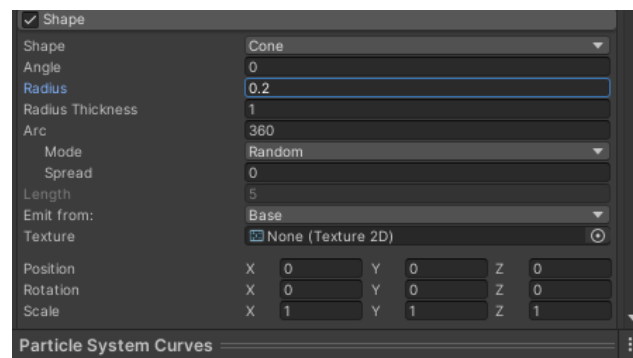 Shape
Shape Cone
Angle 0
Radius 0.2
Radius Thickness 1
Arc 360
Mode Random
Spread 0
Length 5
Emit from: Base
Texture None (Texture 2D)
Position X 0 Y 0 Z 0
Rotation X 0 Y 0 Z 0
Scale X 1 Y 1 Z 1
Particle System Curves